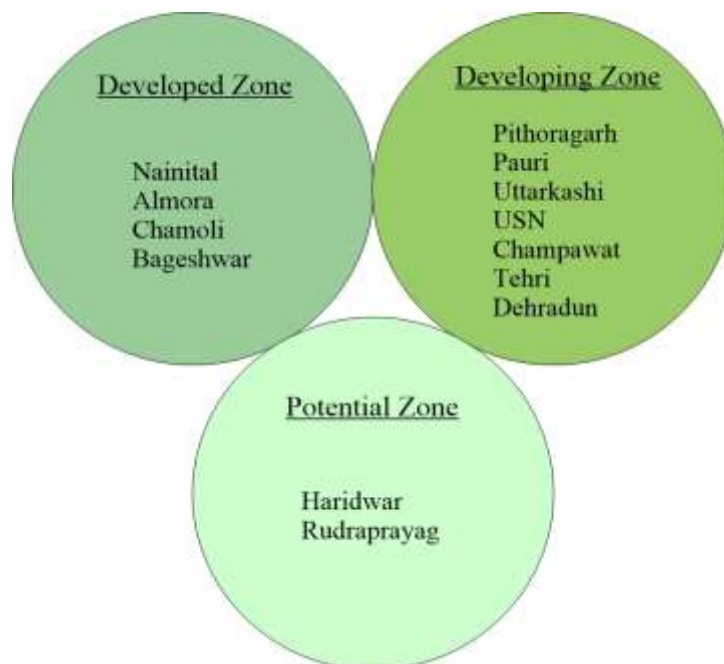 Developed Zone
Nainital
Almora
Chamoli
Bageshwar
Developing Zone
Pithoragarh
Pauri
Uttarkashi
USN
Champawat
Tehri
Dehradun
Potential Zone
Haridwar
Rudraprayag